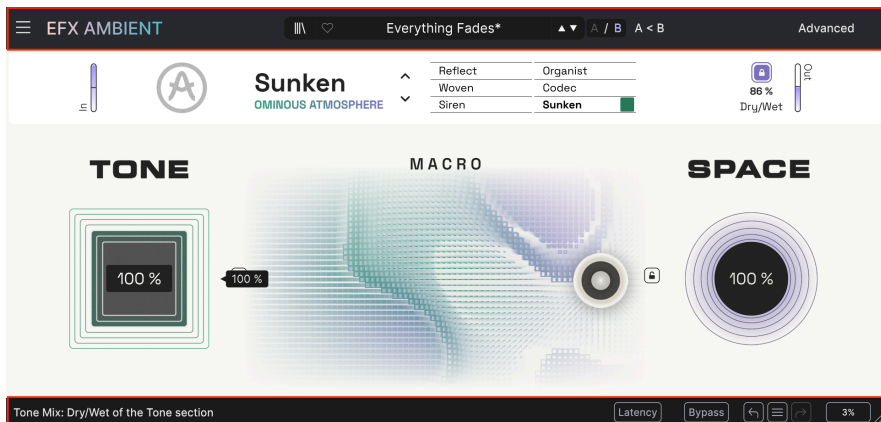 EFX AMBIENT
Everything Fades*
▲ ▼ A / B A < B
Advanced
In
Sunken
OMINOUS ATMOSPHERE
Reflect Organist
Woven Codec
Siren Sunken
86 %
Dry/Wet
Out
TONE
MACRO
SPACE
100 %
100 %
100 %
Tone Mix: Dry/Wet of the Tone section
Latency
Bypass
3%